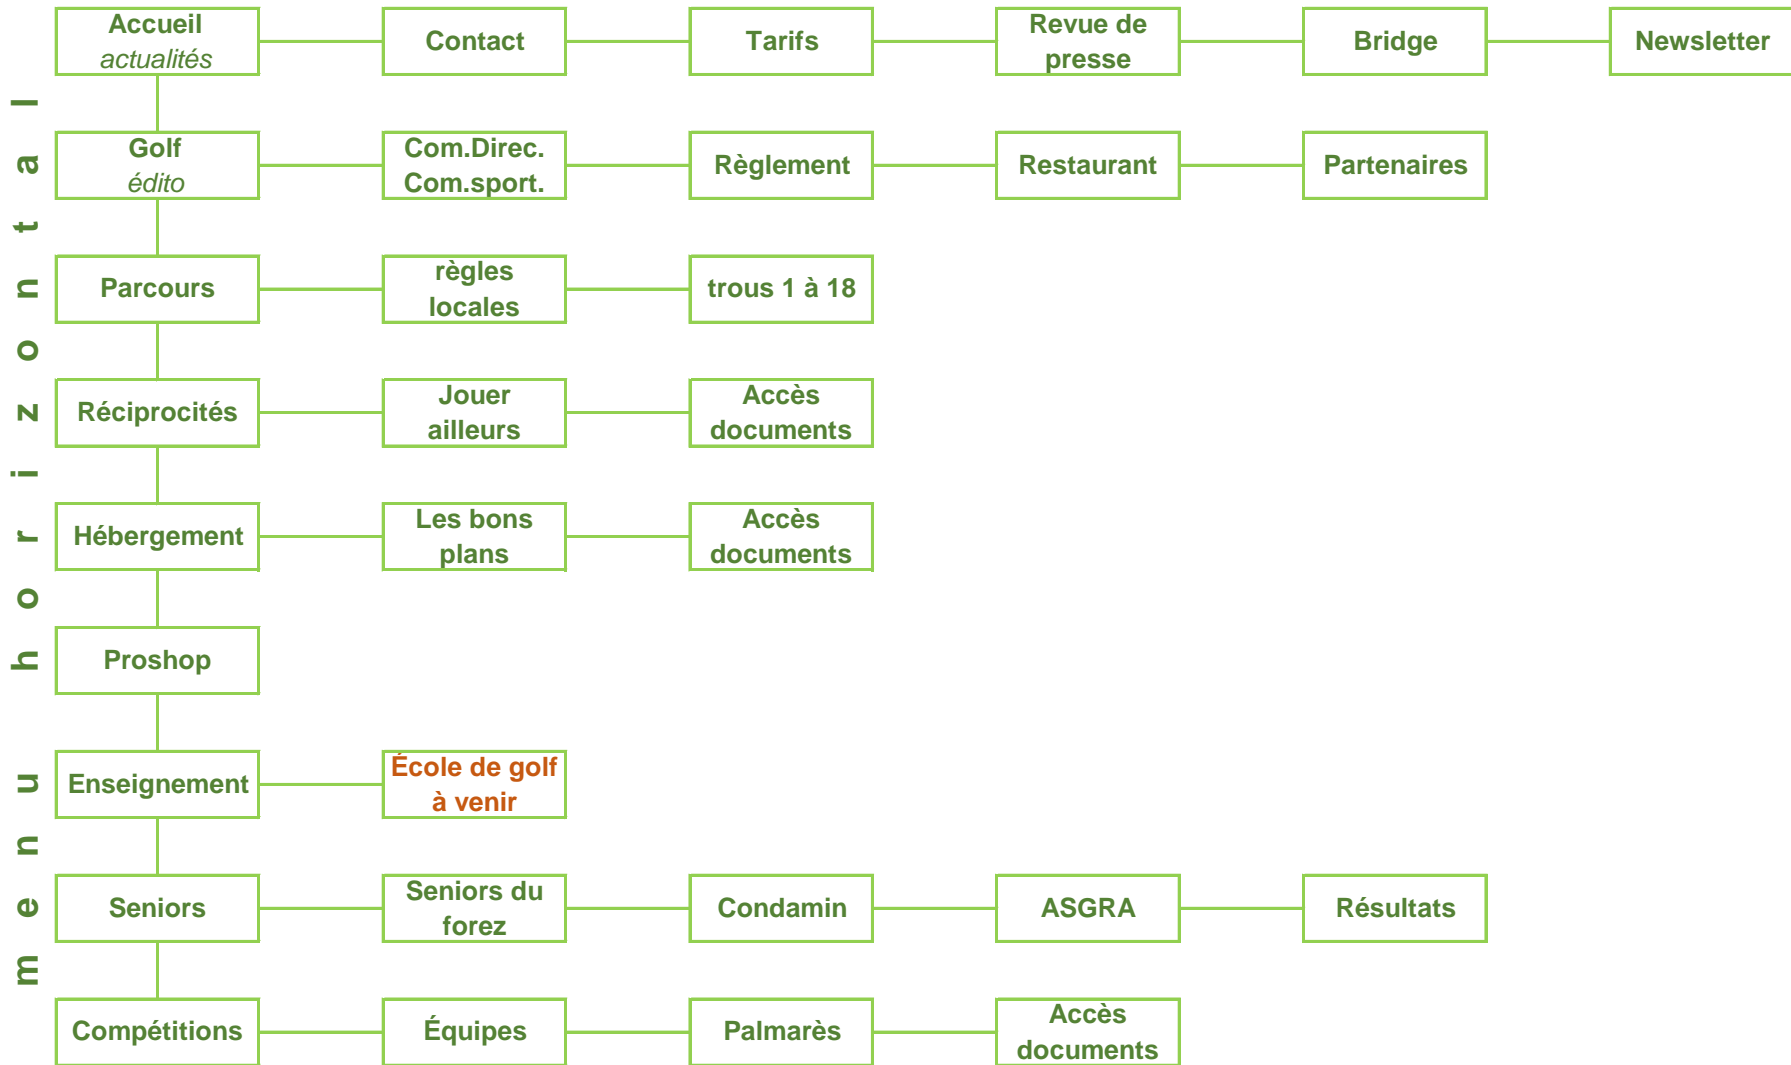 menu horizontal
Accueil
actualités
Contact
Tarifs
Revue de
presse
Bridge
Newsletter
Golf
édito
Com.Direc.
Com.sport.
Règlement
Restaurant
Partenaires
Parcours
règles
locales
trous 1 à 18
Réciprocités
Jouer
ailleurs
Accès
documents
Hébergement
Les bons
plans
Accès
documents
Proshop
Enseignement
École de golf
à venir
Seniors
Seniors du
forez
Condamin
ASGRA
Résultats
Compétitions
Équipes
Palmarès
Accès
documents